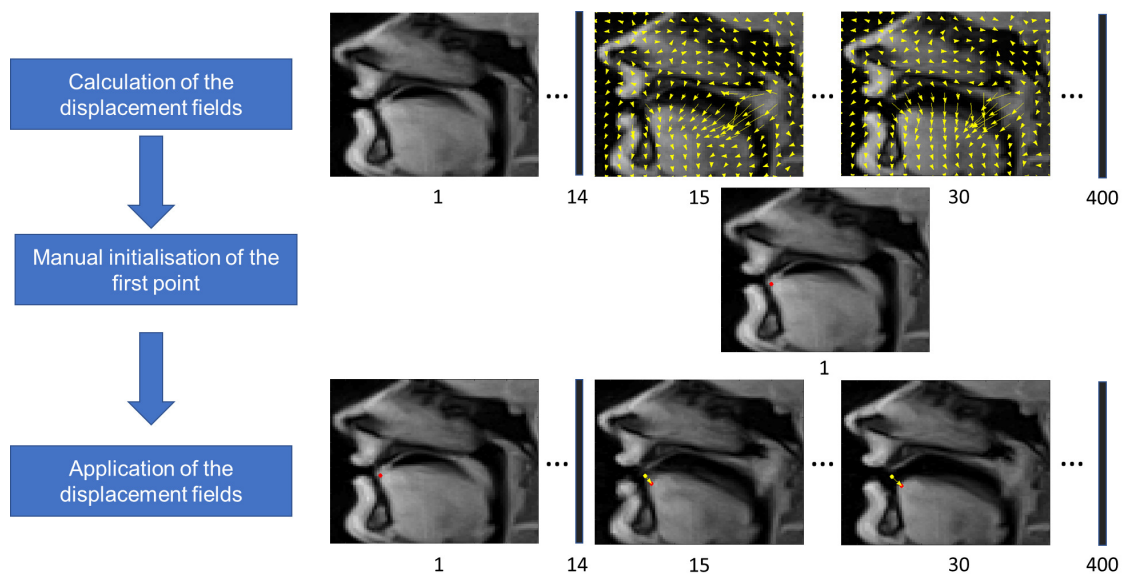 Calculation of the
displacement fields
... ... ...
1 14 15 30 400
Manual initialisation of the
first point
1
Application of the
displacement fields
... ... ...
1 14 15 30 400